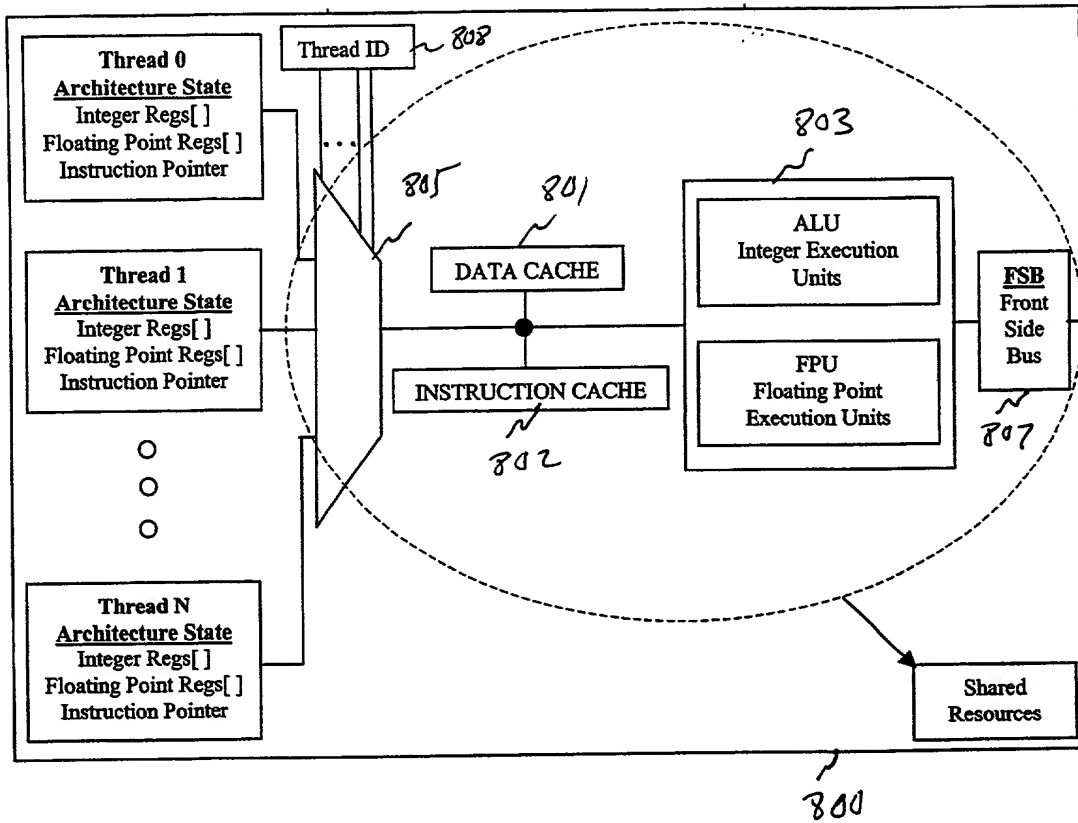 Thread 0
Architecture State
Integer Regs[ ]
Floating Point Regs[ ]
Instruction Pointer
Thread ID
808
Thread 1
Architecture State
Integer Regs[ ]
Floating Point Regs[ ]
Instruction Pointer
Thread N
Architecture State
Integer Regs[ ]
Floating Point Regs[ ]
Instruction Pointer
805
801
DATA CACHE
INSTRUCTION CACHE
802
803
ALU
Integer Execution
Units
FPU
Floating Point
Execution Units
FSB
Front
Side
Bus
807
Shared
Resources
800